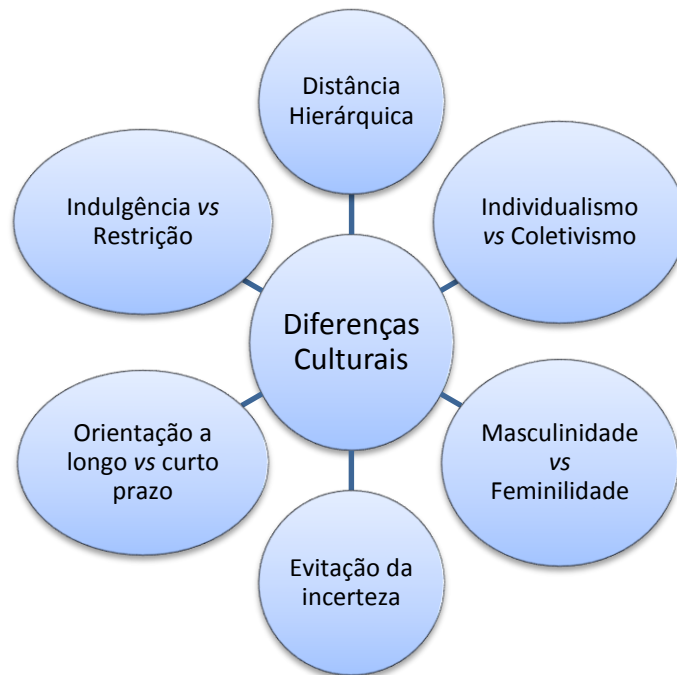 Distância
Hierárquica
Indulgência vs
Restrição
Individualismo
vs Coletivismo
Diferenças
Culturais
Orientação a
longo vs curto
prazo
Masculinidade
vs
Feminilidade
Evitação da
incerteza